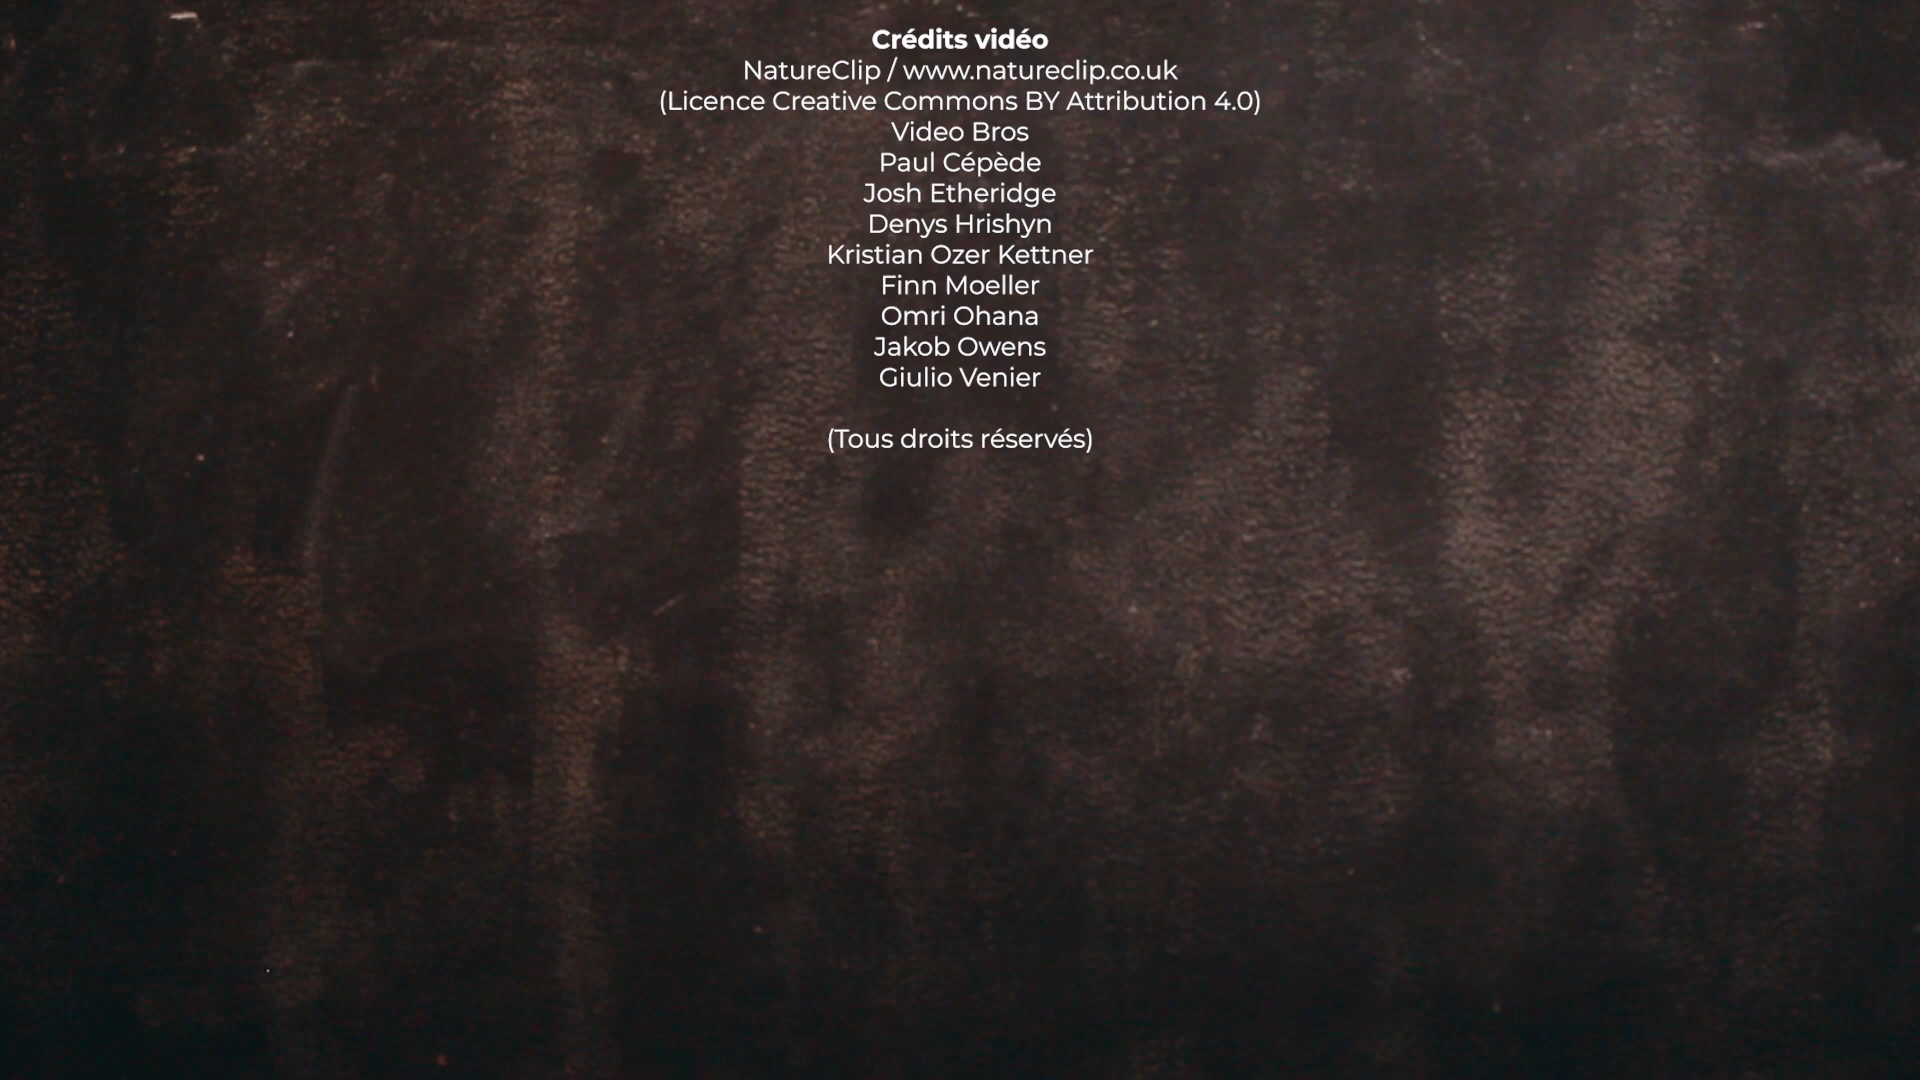 Crédits vidéo
NatureClip / www.natureclip.co.uk
(Licence Creative Commons BY Attribution 4.0)
Video Bros
Paul Cépède
Josh Etheridge
Denys Hrishyn
Kristian Ozer Kettner
Finn Moeller
Omri Ohana
Jakob Owens
Giulio Venier
(Tous droits réservés)